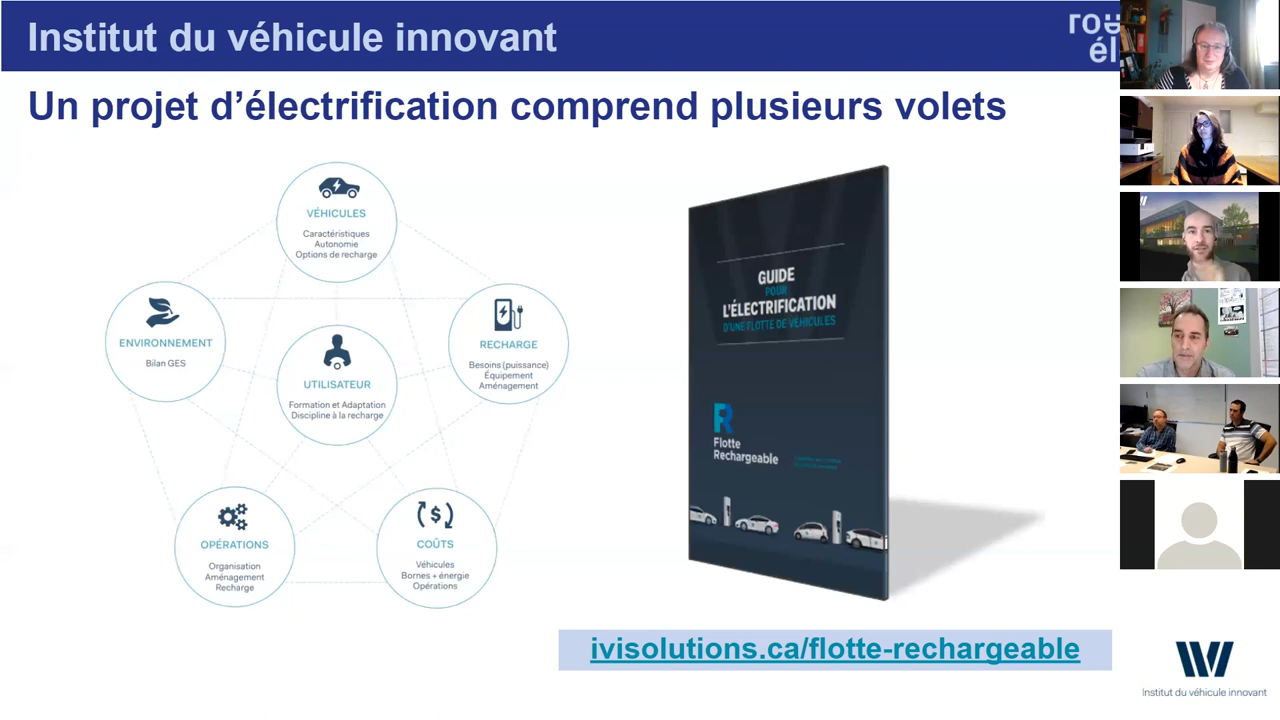 Institut du véhicule innovant
Un projet d’électrification comprend plusieurs volets
VÉHICULES
Caractéristiques
Autonomie
Options de recharge
ENVIRONNEMENT
Bilan GES
UTILISATEUR
Formation et Adaptation
Discipline à la recharge
RECHARGE
Besoins (puissance)
Équipement
Aménagement
OPÉRATIONS
Organisation
Aménagement
Recharge
COÛTS
Véhicules
Bornes + énergie
Opérations
GUIDE
POUR
L'ÉLECTRIFICATION
D'UNE FLOTTE DE VÉHICULES
Flotte
Rechargeable
ivisolutions.ca/flotte-rechargeable
Institut du véhicule innovant